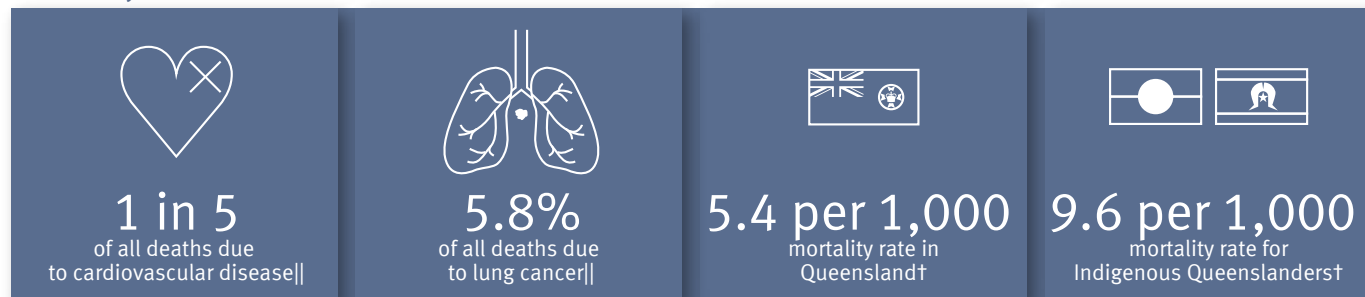 1 in 5
of all deaths due
to cardiovascular disease||
5.8%
of all deaths due
to lung cancer||
5.4 per 1,000
mortality rate in
Queensland†
9.6 per 1,000
mortality rate for
Indigenous Queenslanders†